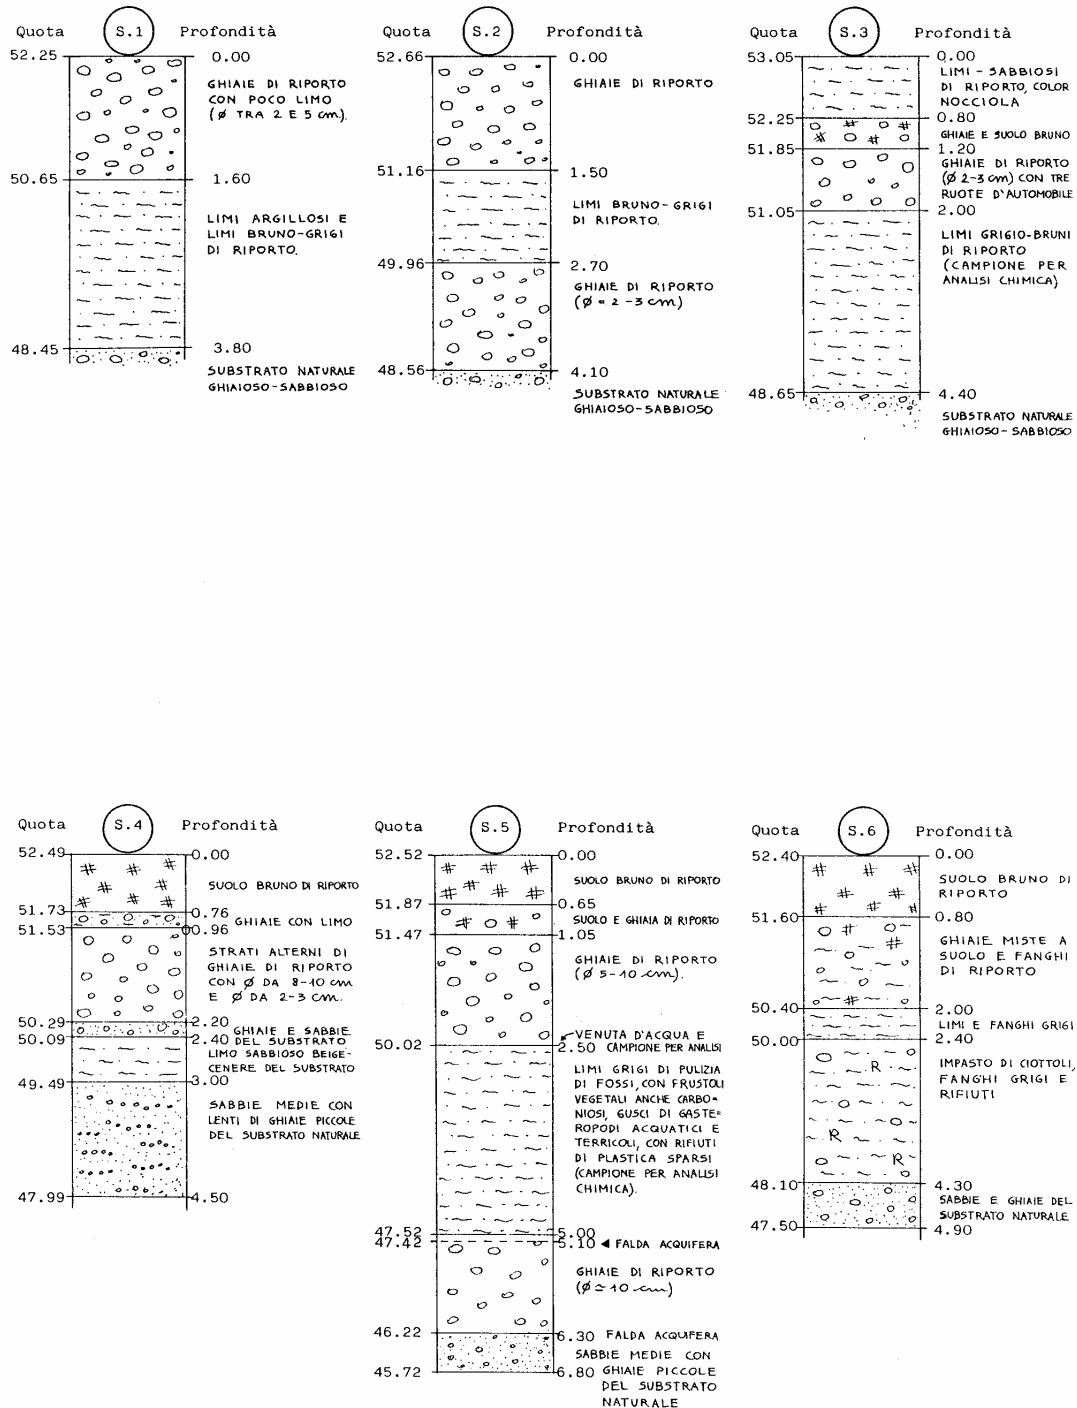 Quota S.1 Profondità
52.25 0.00
GHIAIE DI RIPORTO
CON POCO LIMO
(Ø TRA 2 E 5 cm).
50.65 1.60
LIMI ARGILLOSI E
LIMI BRUNO-GRIGI
DI RIPORTO.
48.45 3.80
SUBSTRATO NATURALE
GHIAIOSO-SABBIOSO
Quota S.2 Profondità
52.66 0.00
GHIAIE DI RIPORTO
51.16 1.50
LIMI BRUNO-GRIGI
DI RIPORTO.
49.96 2.70
GHIAIE DI RIPORTO
(Ø = 2-3 cm)
48.56 4.10
SUBSTRATO NATURALE
GHIAIOSO-SABBIOSO
Quota S.3 Profondità
53.05 0.00
LIMI-SABBIOSI
DI RIPORTO, COLOR
NOCCIOLA
52.25 0.80
GHIAIE E SUOLO BRUNO
51.85 1.20
GHIAIE DI RIPORTO
(Ø 2-3 cm) CON TRE
RUOTE D'AUTOMOBILE
51.05 2.00
LIMI GRIGIO-BRUNI
DI RIPORTO
(CAMPIONE PER
ANALISI CHIMICA)
48.65 4.40
SUBSTRATO NATURALE
GHIAIOSO-SABBIOSO
Quota S.4 Profondità
52.49 0.00
SUOLO BRUNO DI RIPORTO
51.73 0.76
GHIAIE CON LIMO
51.53 0.96
STRATI ALTERNI DI
GHIAIE DI RIPORTO
CON Ø DA 8-10 cm
E Ø DA 2-3 cm.
50.29 2.20
GHIAIE E SABBIE
DEL SUBSTRATO
50.09 2.40
LIMO SABBIOSO BEIGE-
CENERE DEL SUBSTRATO
49.49 3.00
SABBIE MEDIE CON
LENTI DI GHIAIE PICCOLE
DEL SUBSTRATO NATURALE
47.99 4.50
Quota S.5 Profondità
52.52 0.00
SUOLO BRUNO DI RIPORTO
51.87 0.65
SUOLO E GHIAIA DI RIPORTO
51.47 1.05
GHIAIE DI RIPORTO
(Ø 5-10 cm).
VENUTA D'ACQUA E
CAMPIONE PER ANALISI
50.02 2.50
LIMI GRIGI DI PULIZIA
DI FOSSI, CON FRUSTOLI
VEGETALI ANCHE CARBO=
NIOSI, GUSCI DI GASTE=
ROPODI ACQUATICI E
TERRICOLI, CON RIFIUTI
DI PLASTICA SPARSI
(CAMPIONE PER ANALISI
CHIMICA).
47.52 5.00
47.42 5.10 ◄ FALDA ACQUIFERA
GHIAIE DI RIPORTO
(Ø ≃ 10 cm)
46.22 6.30 FALDA ACQUIFERA
SABBIE MEDIE CON
45.72 6.80 GHIAIE PICCOLE
DEL SUBSTRATO
NATURALE
Quota S.6 Profondità
52.40 0.00
SUOLO BRUNO DI
RIPORTO
51.60 0.80
GHIAIE MISTE A
SUOLO E FANGHI
DI RIPORTO
50.40 2.00
LIMI E FANGHI GRIGI
50.00 2.40
IMPASTO DI CIOTTOLI,
FANGHI GRIGI E
RIFIUTI
R
R
R
48.10 4.30
SABBIE E GHIAIE DEL
SUBSTRATO NATURALE
47.50 4.90